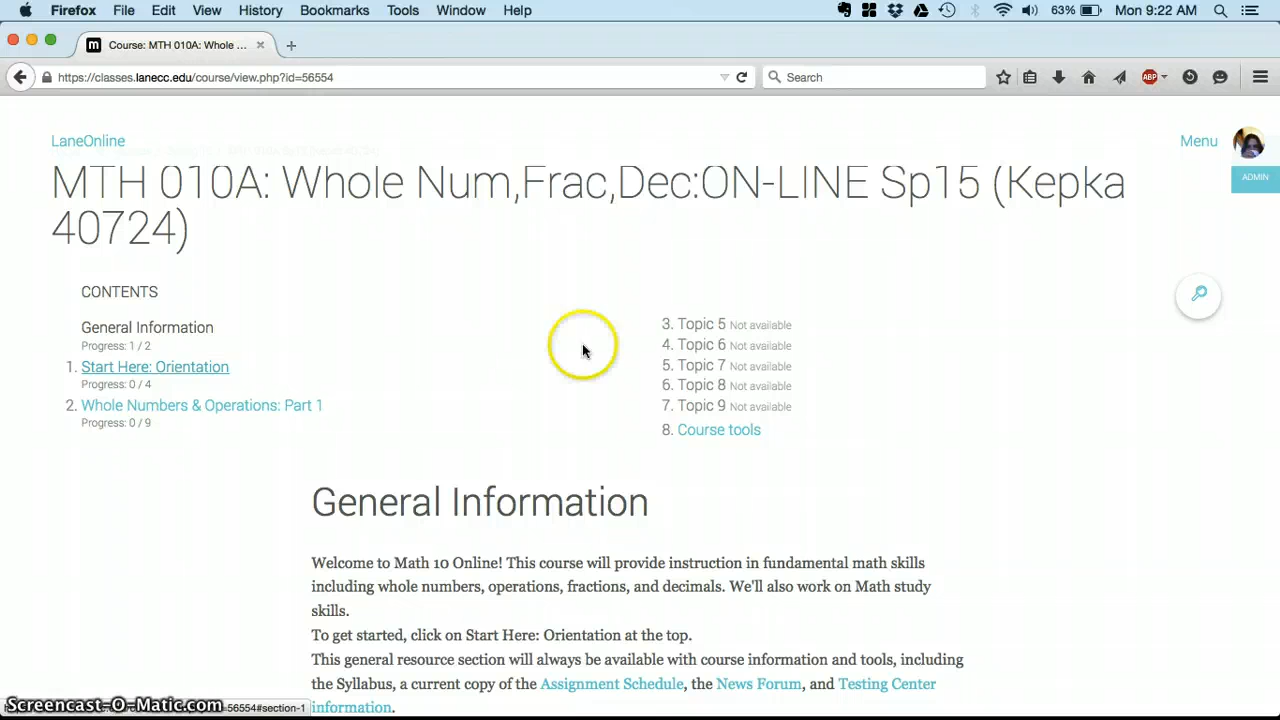 Firefox File Edit View History Bookmarks Tools Window Help 63% Mon 9:22 AM
m Course: MTH 010A: Whole ...
https://classes.lanecc.edu/course/view.php?id=56554 Search ABP
LaneOnline Menu
ADMIN
MTH 010A: Whole Num,Frac,Dec:ON-LINE Sp15 (Kepka
40724)
CONTENTS
General Information
Progress: 1 / 2
1. Start Here: Orientation
Progress: 0 / 4
2. Whole Numbers & Operations: Part 1
Progress: 0 / 9
3. Topic 5 Not available
4. Topic 6 Not available
5. Topic 7 Not available
6. Topic 8 Not available
7. Topic 9 Not available
8. Course tools
General Information
Welcome to Math 10 Online! This course will provide instruction in fundamental math skills
including whole numbers, operations, fractions, and decimals. We'll also work on Math study
skills.
To get started, click on Start Here: Orientation at the top.
This general resource section will always be available with course information and tools, including
the Syllabus, a current copy of the Assignment Schedule, the News Forum, and Testing Center
information.
Screencast-O-Matic.com
=56554#section-1